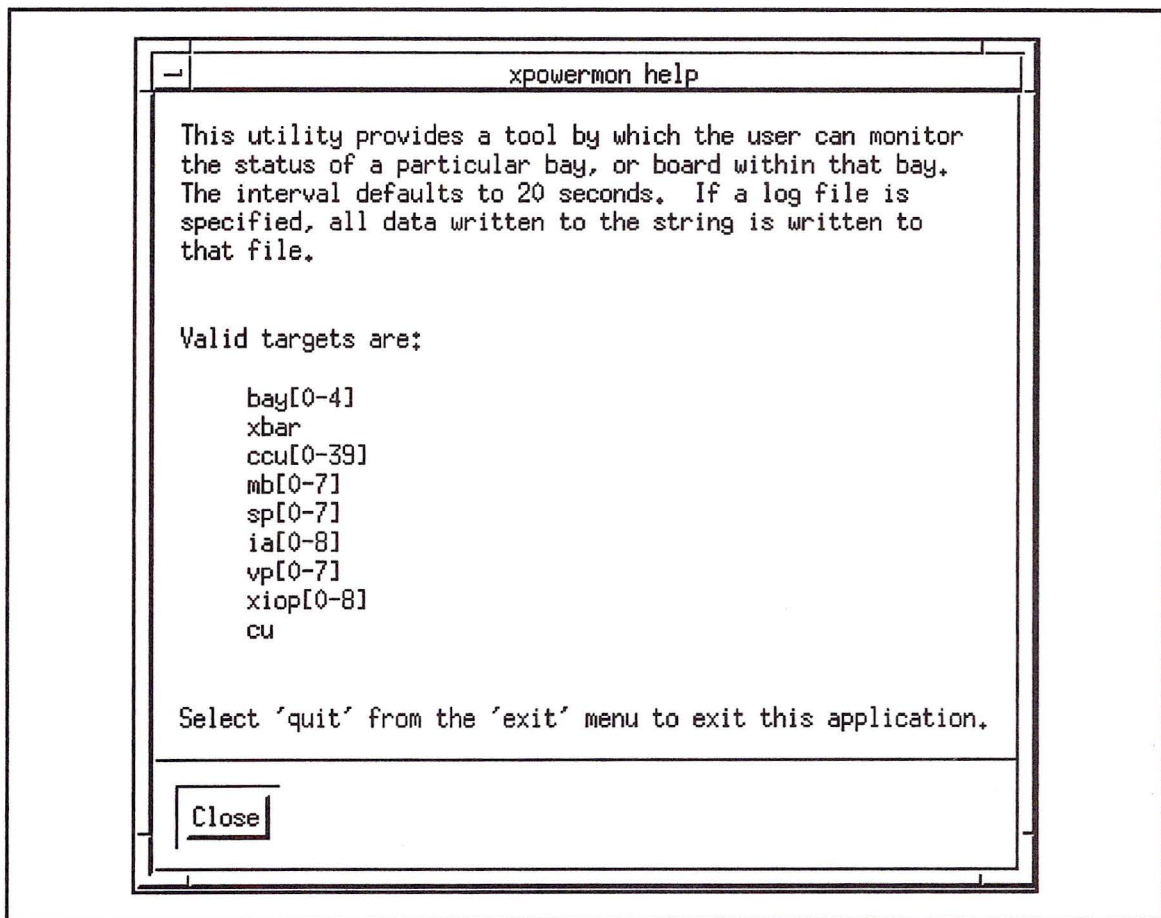 xpowermon help
This utility provides a tool by which the user can monitor
the status of a particular bay, or board within that bay.
The interval defaults to 20 seconds.  If a log file is
specified, all data written to the string is written to
that file.
Valid targets are:
bay[0-4]
xbar
ccu[0-39]
mb[0-7]
sp[0-7]
ia[0-8]
vp[0-7]
xiop[0-8]
cu
Select 'quit' from the 'exit' menu to exit this application.
Close